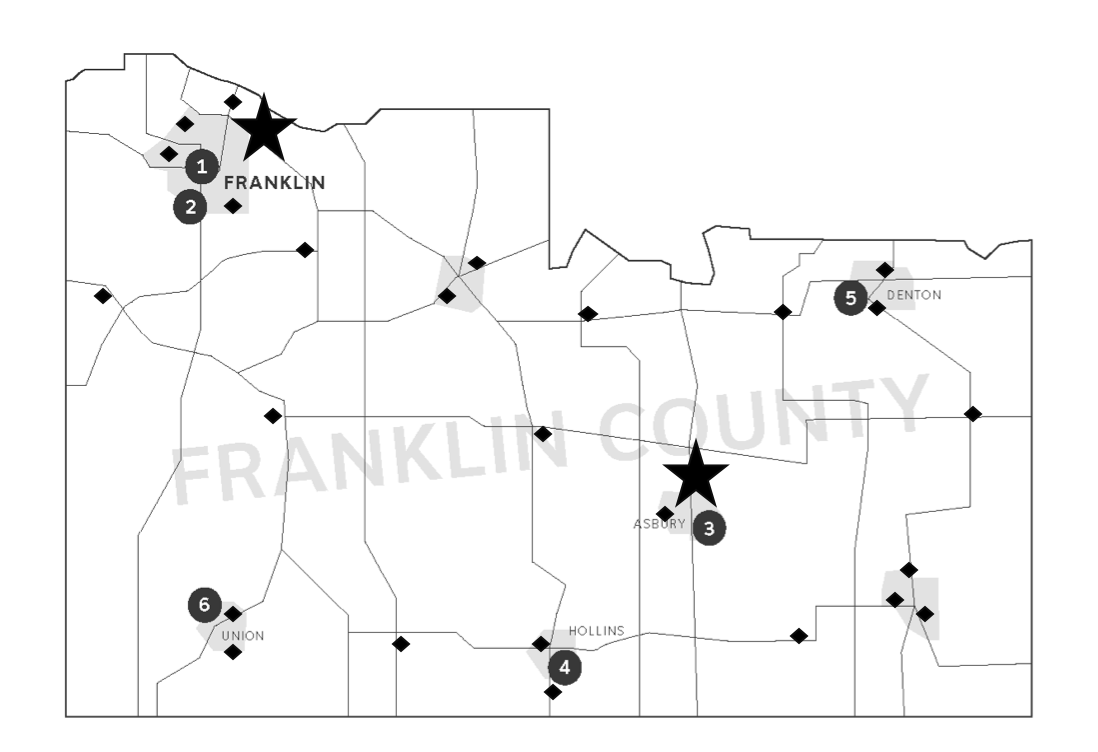 1
FRANKLIN
2
5
DENTON
FRANKLIN COUNTY
ASBURY
3
6
UNION
HOLLINS
4